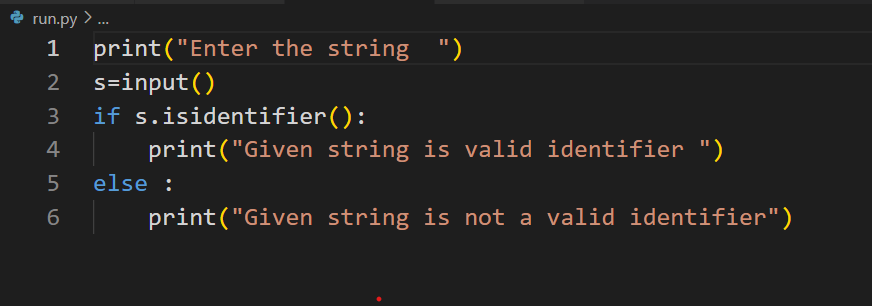 run.py > ...
1 print("Enter the string  ")
2 s=input()
3 if s.isidentifier():
4     print("Given string is valid identifier ")
5 else :
6     print("Given string is not a valid identifier")